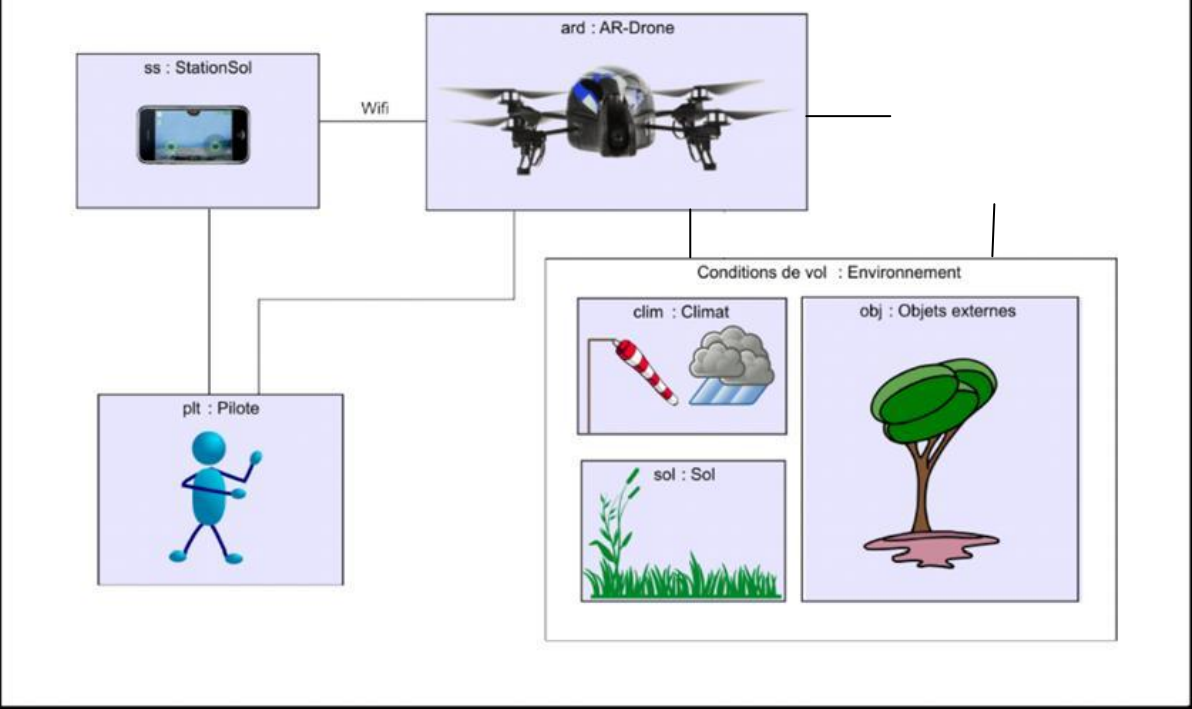 ard : AR-Drone
ss : StationSol
Wifi
Conditions de vol : Environnement
clim : Climat
obj : Objets externes
plt : Pilote
sol : Sol